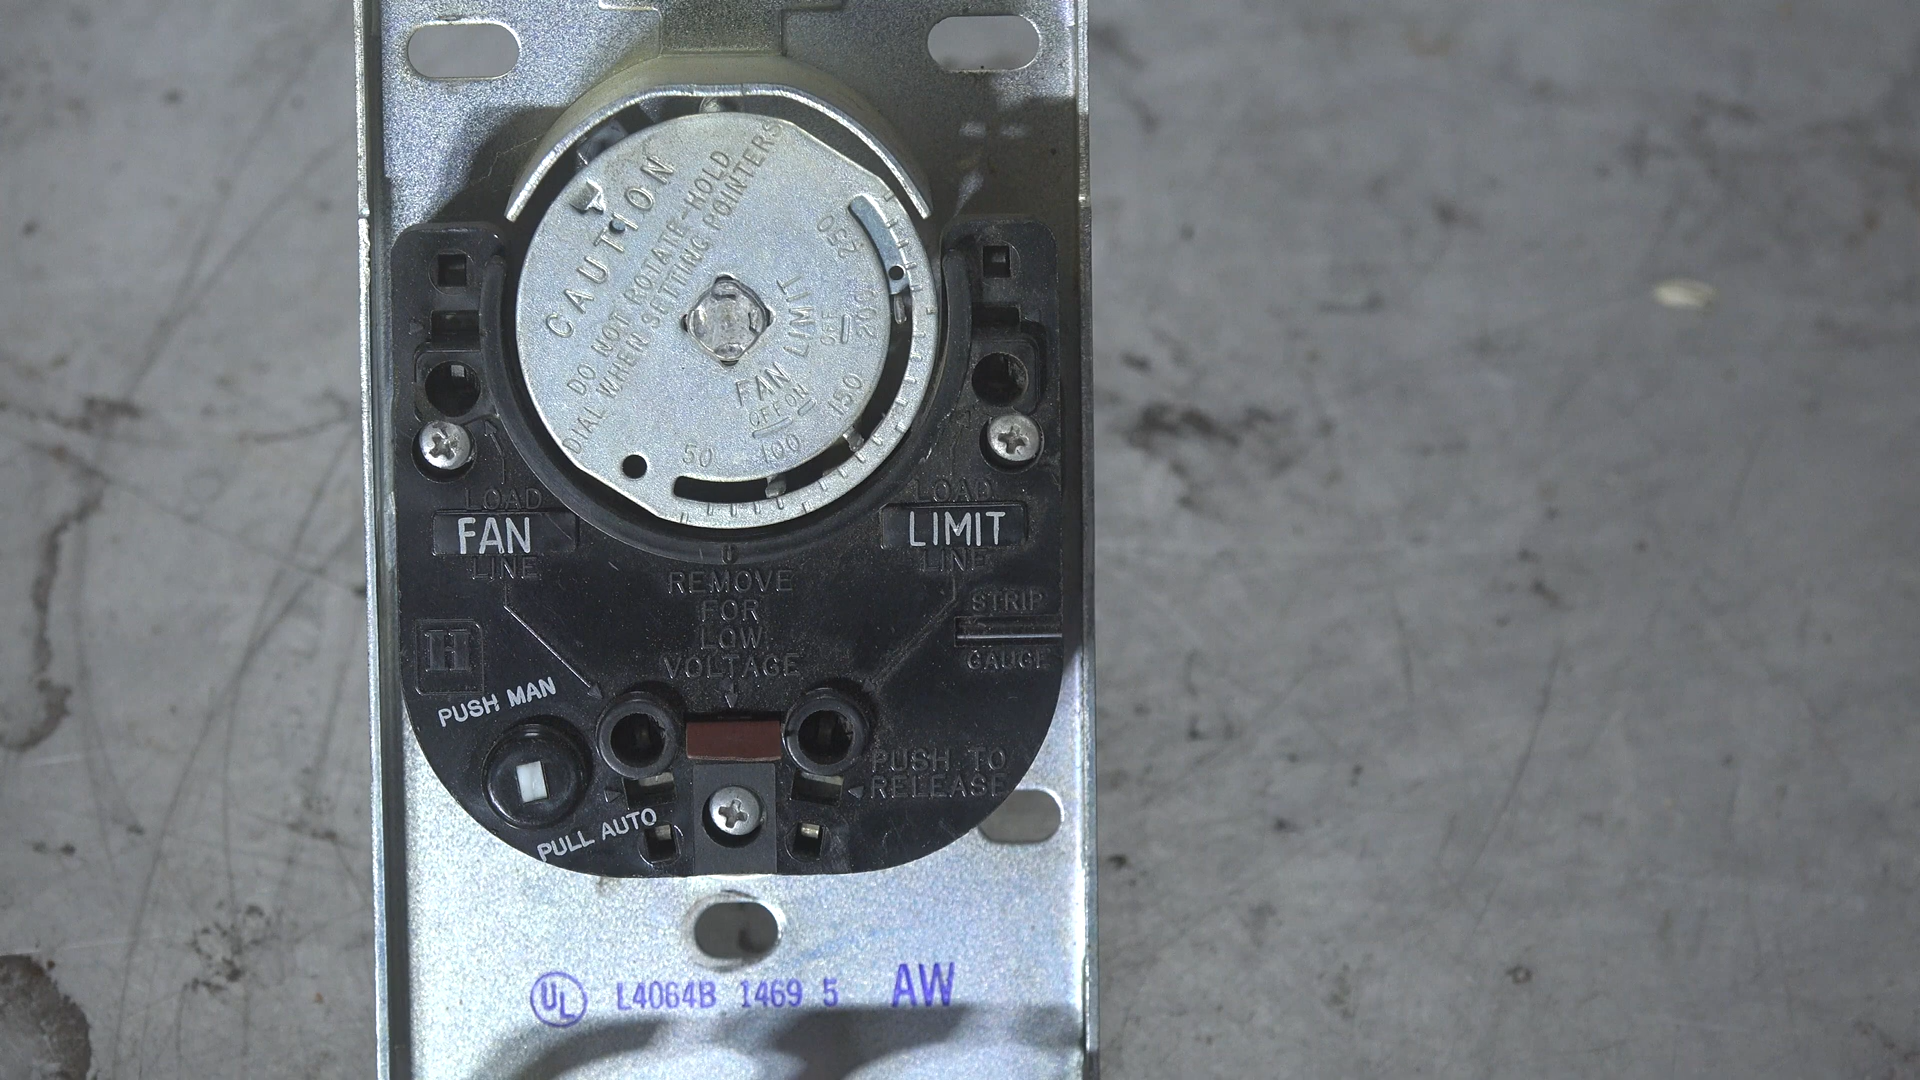 CAUTION
DO NOT ROTATE-HOLD
DIAL WHEN SETTING POINTERS
FAN LIMIT
OFF ON
OFF
50 100 150 200 250
LOAD
FAN
LINE
LOAD
LIMIT
LINE
REMOVE
FOR
LOW
VOLTAGE
STRIP
GAUGE
H
PUSH MAN
PULL AUTO
PUSH TO
RELEASE
UL L4064B 1469 5 AW